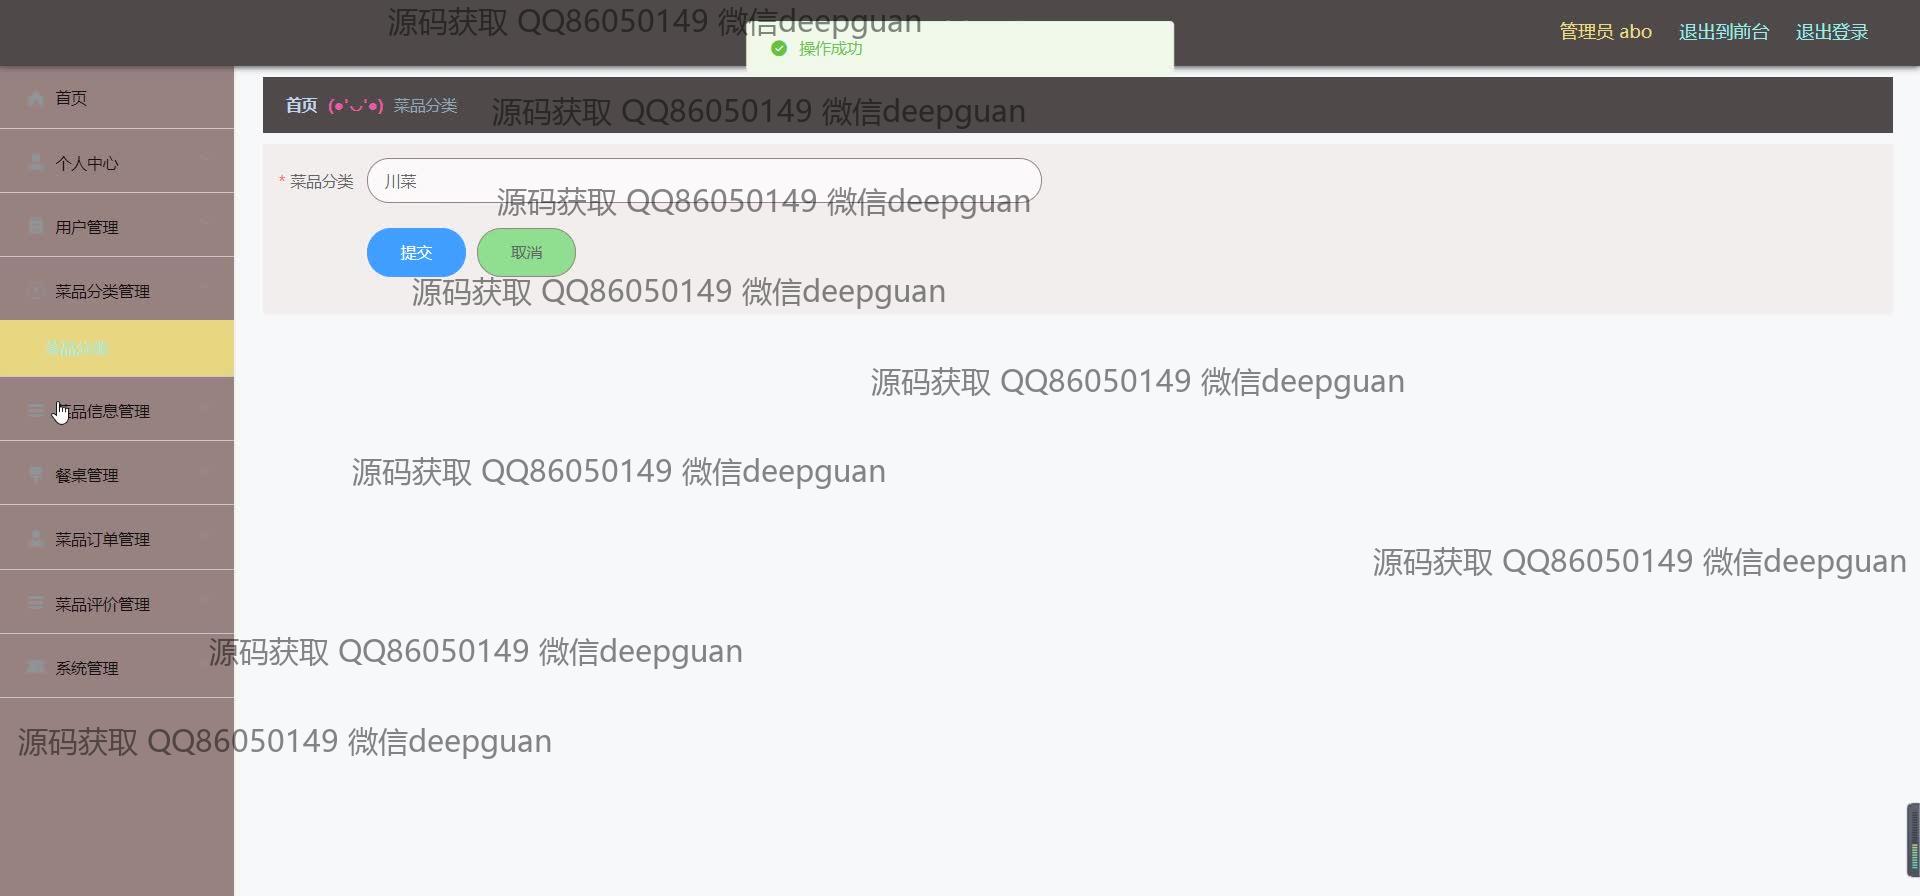 源码获取 QQ86050149 微信deepguan
操作成功
管理员 abo
退出到前台
退出登录
首页
个人中心
用户管理
菜品分类管理
菜品分类
菜品信息管理
餐桌管理
菜品订单管理
菜品评价管理
系统管理
首页 (●'◡'●) 菜品分类
源码获取 QQ86050149 微信deepguan
* 菜品分类
川菜
源码获取 QQ86050149 微信deepguan
提交
取消
源码获取 QQ86050149 微信deepguan
源码获取 QQ86050149 微信deepguan
源码获取 QQ86050149 微信deepguan
源码获取 QQ86050149 微信deepguan
源码获取 QQ86050149 微信deepguan
源码获取 QQ86050149 微信deepguan